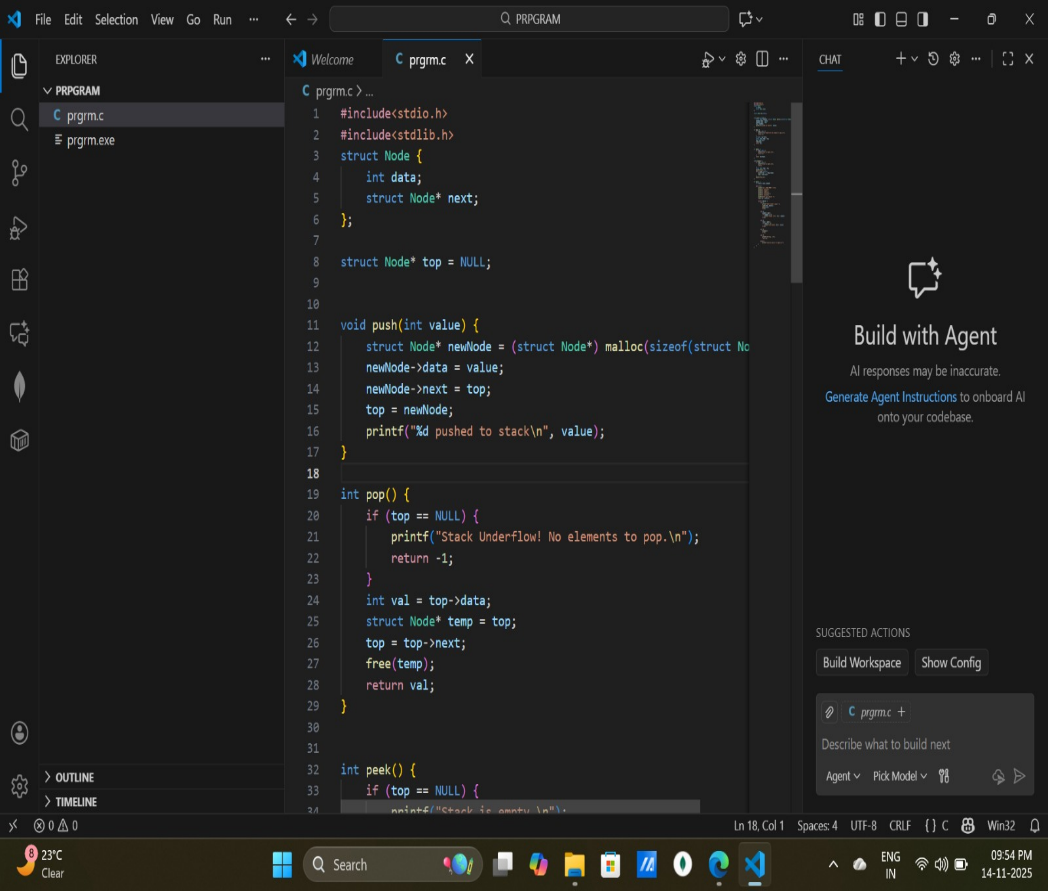 File Edit Selection View Go Run ... PRPGRAM
EXPLORER ...
PRPGRAM
C prgrm.c
prgrm.exe
OUTLINE
TIMELINE
Welcome C prgrm.c X
C prgrm.c > ...
1 #include<stdio.h>
2 #include<stdlib.h>
3 struct Node {
4 int data;
5 struct Node* next;
6 };
7
8 struct Node* top = NULL;
9
10
11 void push(int value) {
12 struct Node* newNode = (struct Node*) malloc(sizeof(struct No
13 newNode->data = value;
14 newNode->next = top;
15 top = newNode;
16 printf("%d pushed to stack\n", value);
17 }
18
19 int pop() {
20 if (top == NULL) {
21 printf("Stack Underflow! No elements to pop.\n");
22 return -1;
23 }
24 int val = top->data;
25 struct Node* temp = top;
26 top = top->next;
27 free(temp);
28 return val;
29 }
30
31
32 int peek() {
33 if (top == NULL) {
34 printf("Stack is empty.\n");
CHAT
Build with Agent
AI responses may be inaccurate.
Generate Agent Instructions to onboard AI
onto your codebase.
SUGGESTED ACTIONS
Build Workspace Show Config
C prgrm.c +
Describe what to build next
Agent Pick Model
0 0 Ln 18, Col 1 Spaces: 4 UTF-8 CRLF {} C Win32
8 23°C
Clear
Search
ENG
IN
09:54 PM
14-11-2025